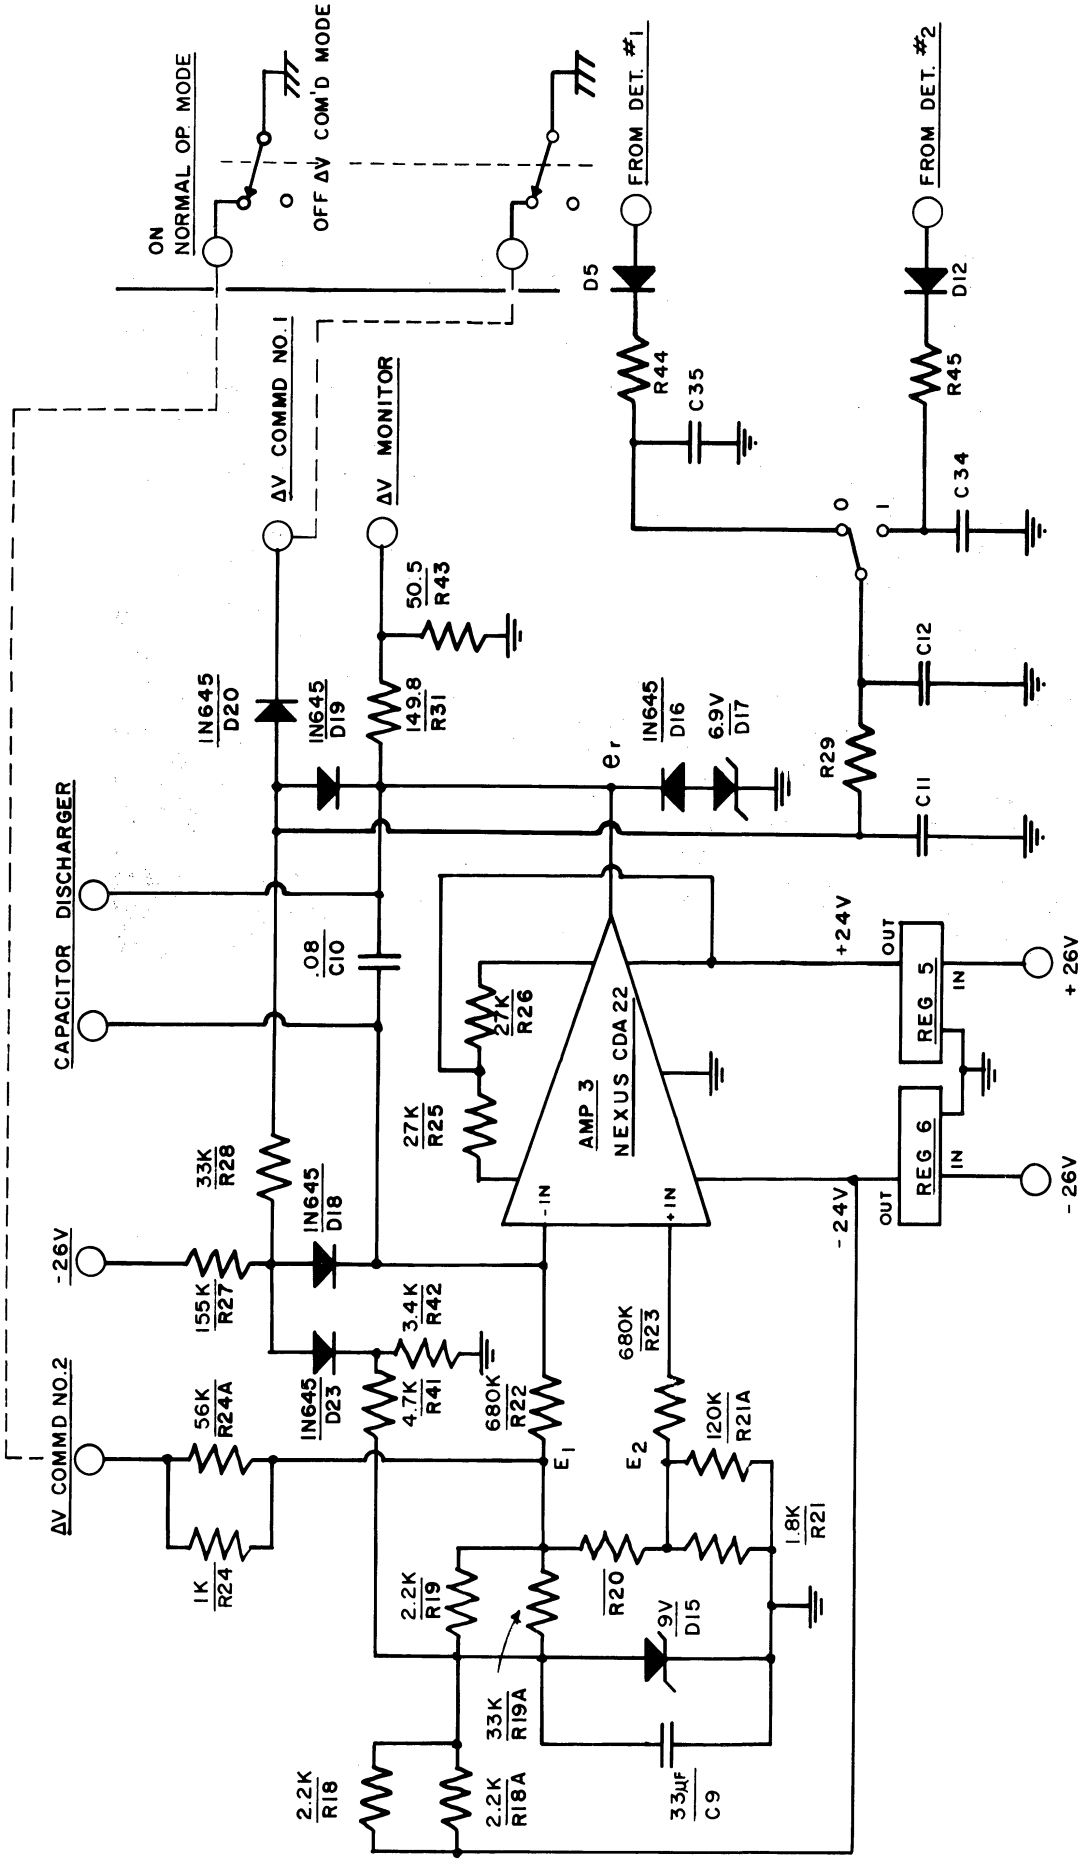 ON
NORMAL OP. MODE
OFF ΔV COM'D MODE
ΔV COMMD NO. 1
ΔV MONITOR
FROM DET. #1
FROM DET. #2
D5
D12
R44
R45
C35
C34
0
1
50.5
R43
1N645
D20
1N645
D19
149.8
R31
1N645
D16
6.9V
D17
er
R29
C12
C11
CAPACITOR DISCHARGER
.08
C10
27K
R26
27K
R25
AMP 3
NEXUS CDA 22
-IN
+IN
+24V
OUT
REG 5
IN
+26V
-24V
OUT
REG 6
IN
-26V
33K
R28
-26V
155K
R27
1N645
D18
1N645
D23
3.4K
R42
4.7K
R41
ΔV COMMD NO. 2
56K
R24A
1K
R24
680K
R22
680K
R23
E1
E2
120K
R21A
1.8K
R21
R20
2.2K
R19
33K
R19A
9V
D15
2.2K
R18
2.2K
R18A
33μF
C9